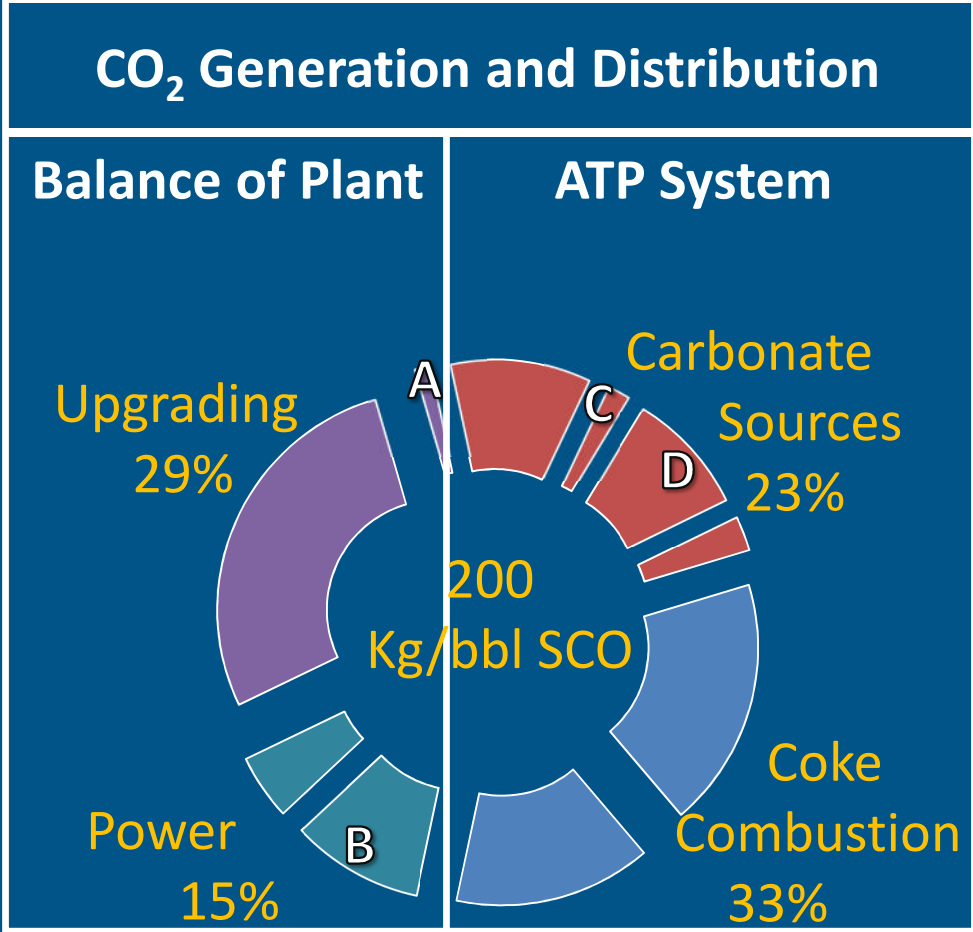 CO₂ Generation and Distribution
Balance of Plant
ATP System
A
C
Carbonate
Sources
23%
D
Upgrading
29%
200
Kg/bbl SCO
Coke
Combustion
33%
Power
15%
B